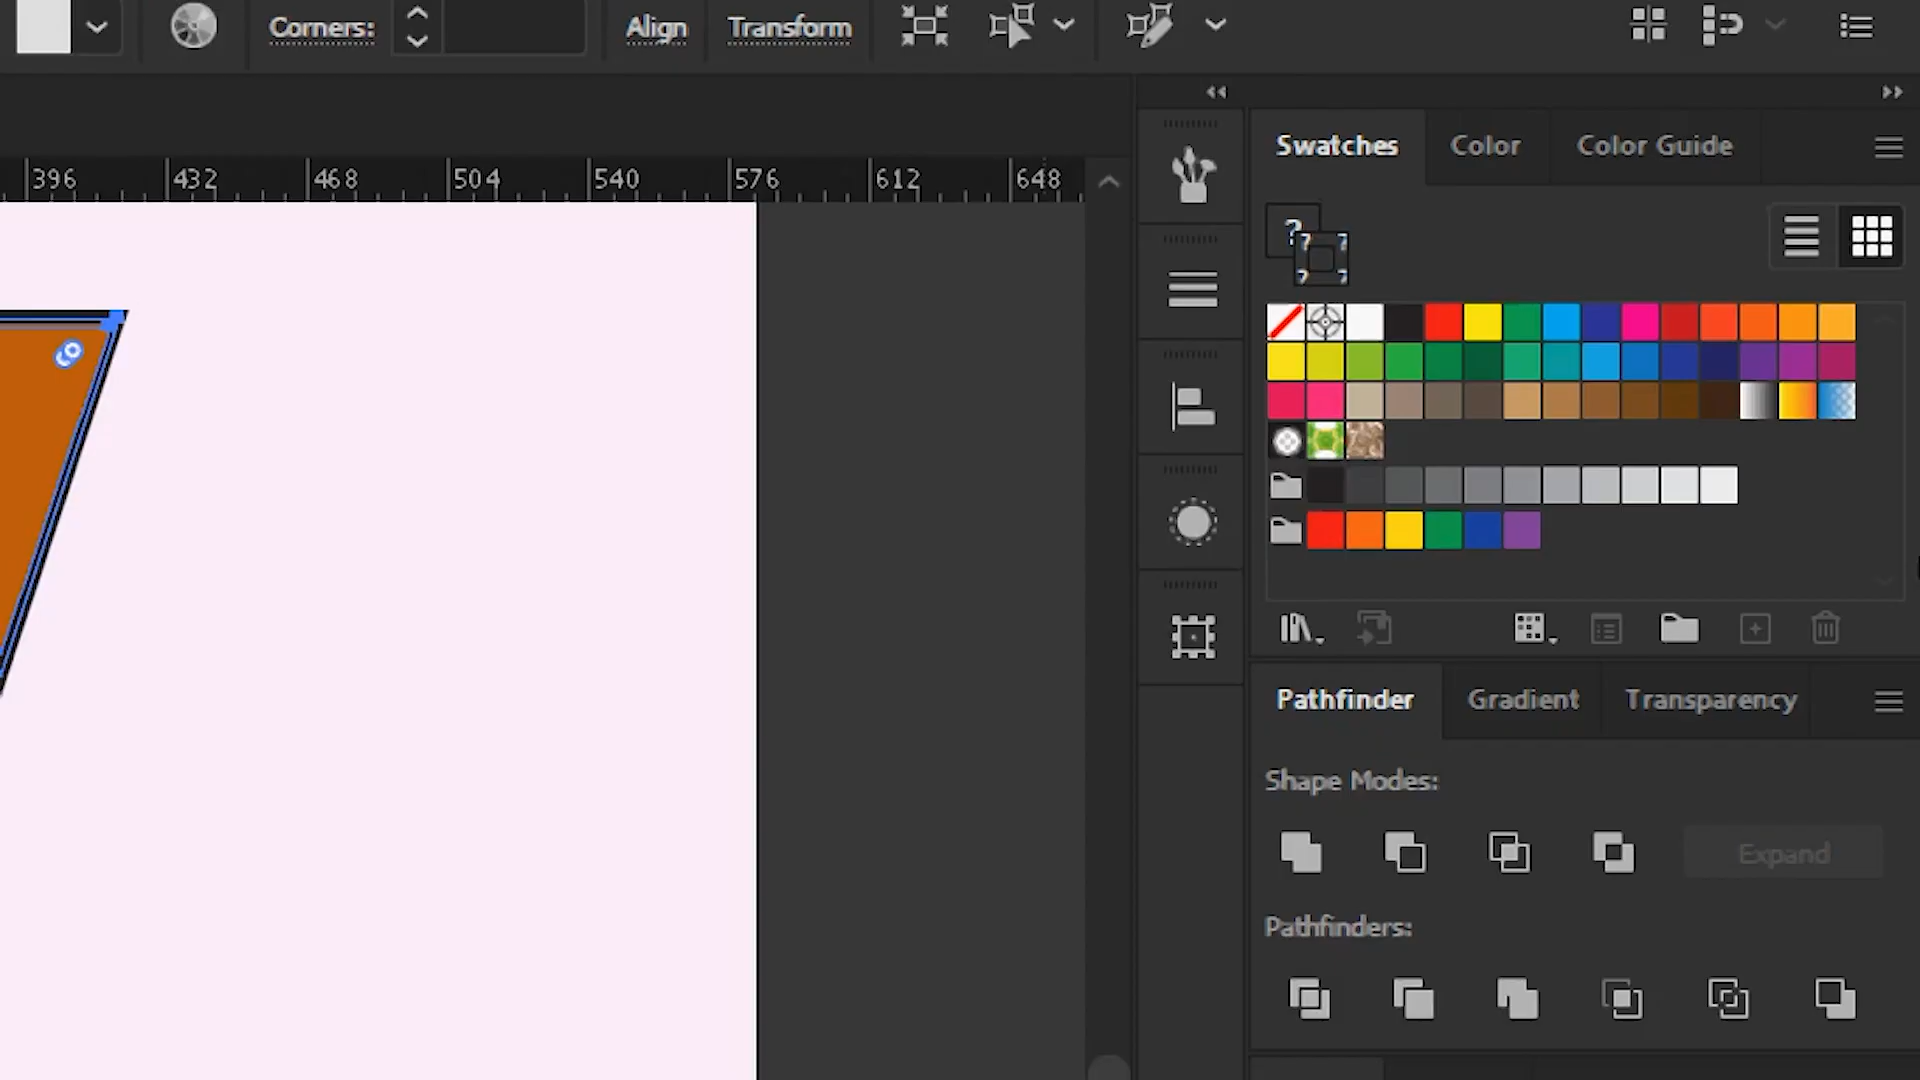 Corners:
Align
Transform
396 432 468 504 540 576 612 648
Swatches
Color
Color Guide
?
Pathfinder
Gradient
Transparency
Shape Modes:
Expand
Pathfinders: